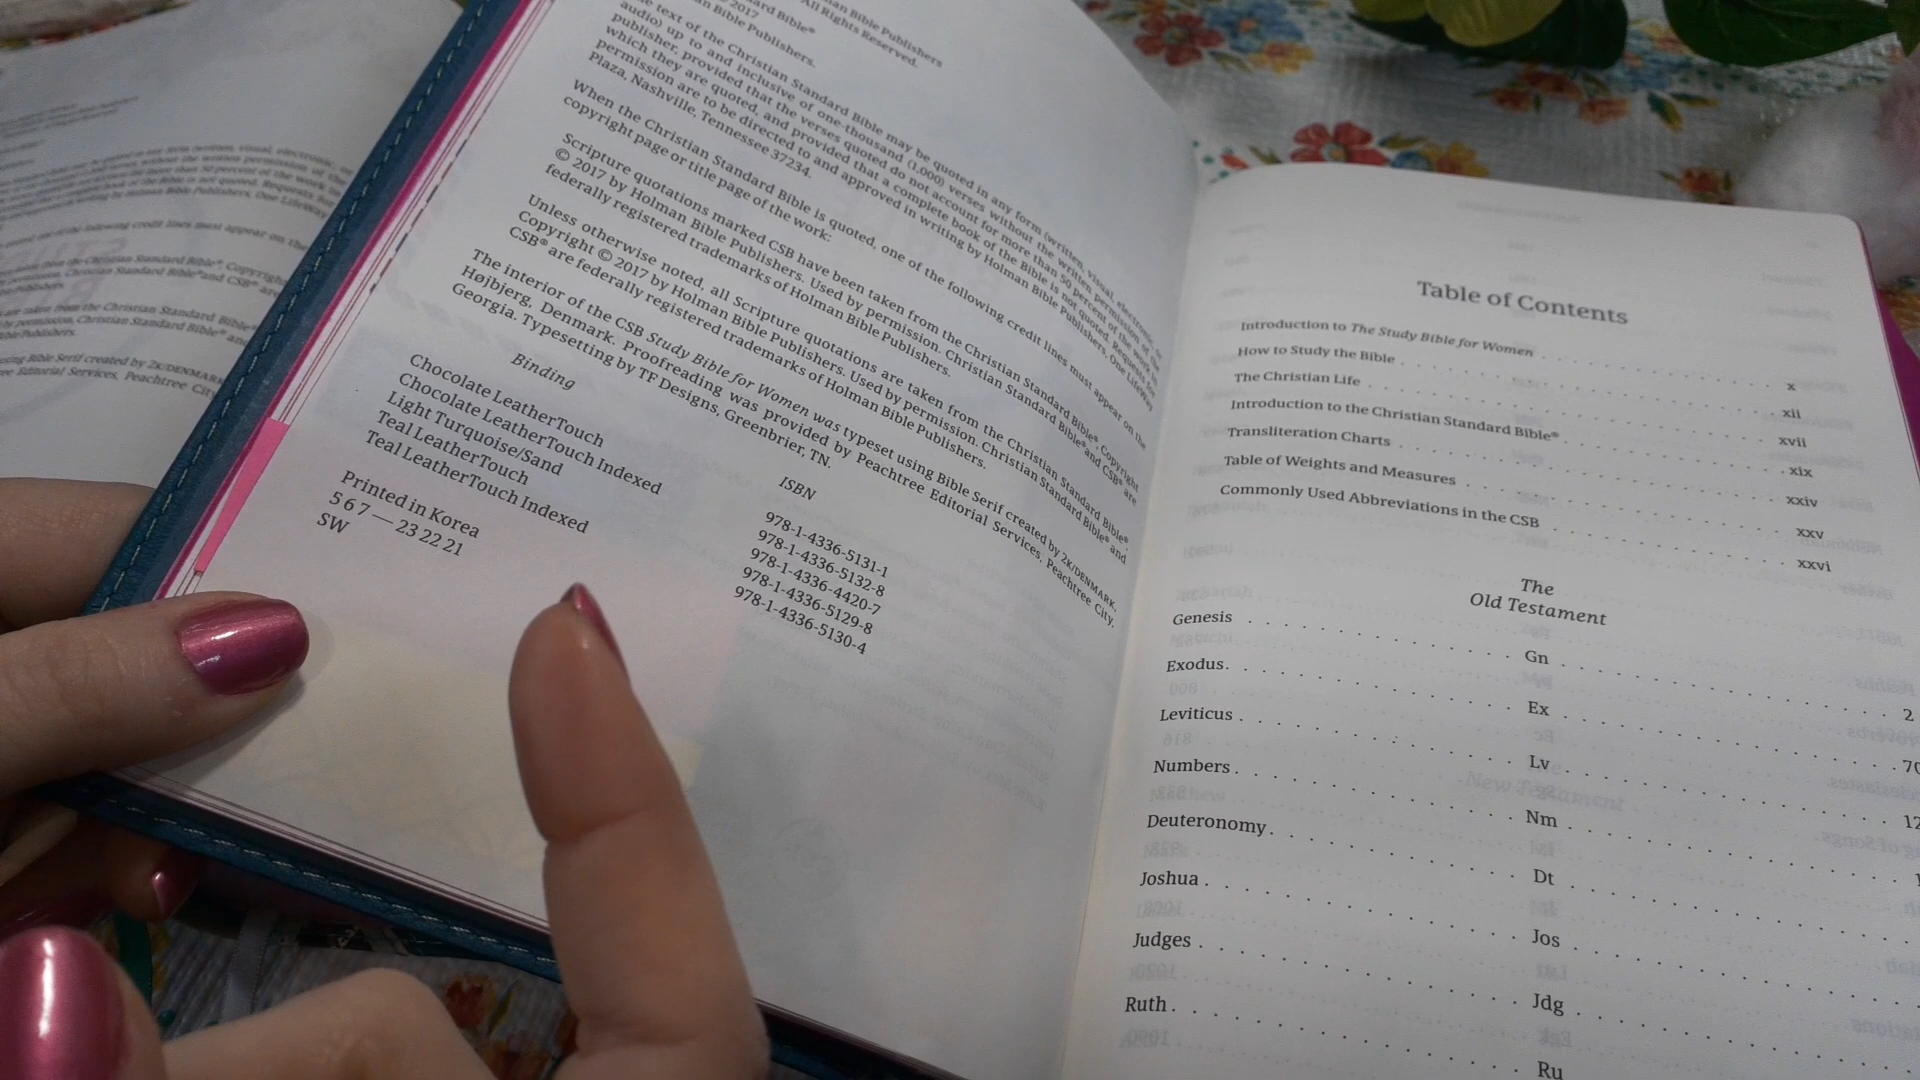 an Bible Publishers
All Rights Reserved.
2017
n Bible Publishers.
text of the Christian Standard Bible may be quoted in any form (written, visual, electronic, or
audio) up to and inclusive of one-thousand (1,000) verses without the written permission of the
publisher, provided that the verses quoted do not account for more than 50 percent of the work in
which they are quoted, and provided that a complete book of the Bible is not quoted. Requests for
permission are to be directed to and approved in writing by Holman Bible Publishers, One LifeWay
Plaza, Nashville, Tennessee 37234.
When the Christian Standard Bible is quoted, one of the following credit lines must appear on the
copyright page or title page of the work:
Scripture quotations marked CSB have been taken from the Christian Standard Bible®, Copyright
© 2017 by Holman Bible Publishers. Used by permission. Christian Standard Bible® and CSB® are
federally registered trademarks of Holman Bible Publishers.
Unless otherwise noted, all Scripture quotations are taken from the Christian Standard Bible®,
Copyright © 2017 by Holman Bible Publishers. Used by permission. Christian Standard Bible® and
CSB® are federally registered trademarks of Holman Bible Publishers.
The interior of the CSB Study Bible for Women was typeset using Bible Serif created by 2K/DENMARK,
Højbjerg, Denmark. Proofreading was provided by Peachtree Editorial Services, Peachtree City,
Georgia. Typesetting by TF Designs, Greenbrier, TN.
Binding
ISBN
Chocolate LeatherTouch
978-1-4336-5131-1
Chocolate LeatherTouch Indexed
978-1-4336-5132-8
Light Turquoise/Sand
978-1-4336-4420-7
Teal LeatherTouch
978-1-4336-5129-8
Teal LeatherTouch Indexed
978-1-4336-5130-4
Printed in Korea
5 6 7 — 23 22 21
SW
Table of Contents
Introduction to The Study Bible for Women . . . x
How to Study the Bible . . . xii
The Christian Life . . . xvii
Introduction to the Christian Standard Bible® . . . xix
Transliteration Charts . . . xxiv
Table of Weights and Measures . . . xxv
Commonly Used Abbreviations in the CSB . . . xxvi
The
Old Testament
Genesis . . . Gn . . . 2
Exodus . . . Ex . . . 70
Leviticus . . . Lv . . . 12
Numbers . . . Nm . . . 1
Deuteronomy . . . Dt
Joshua . . . Jos
Judges . . . Jdg
Ruth . . . Ru